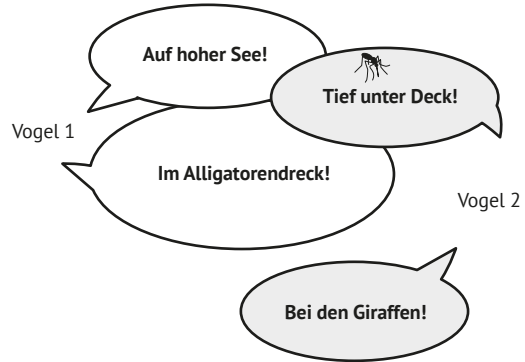 Auf hoher See!
Tief unter Deck!
Vogel 1
Im Alligatorendreck!
Vogel 2
Bei den Giraffen!